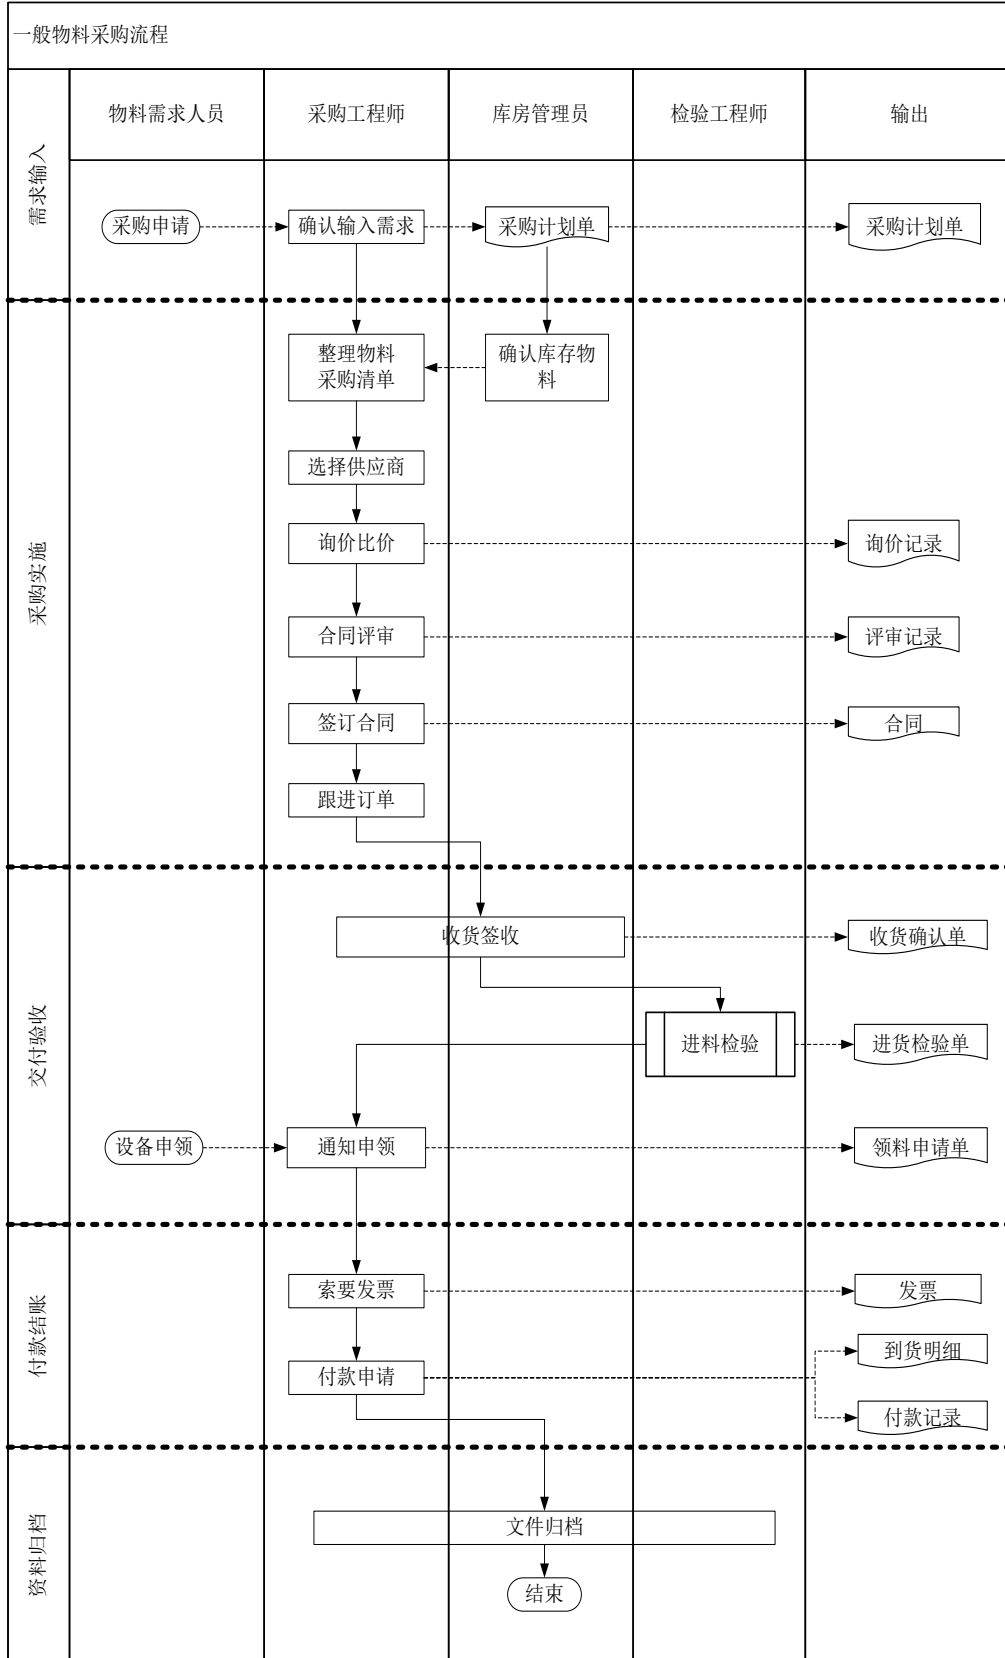 一般物料采购流程
物料需求人员
采购工程师
库房管理员
检验工程师
输出
需求输入
采购申请
确认输入需求
采购计划单
采购计划单
采购实施
整理物料
采购清单
确认库存物
料
选择供应商
询价比价
询价记录
合同评审
评审记录
签订合同
合同
跟进订单
交付验收
收货签收
收货确认单
进料检验
进货检验单
设备申领
通知申领
领料申请单
付款结账
索要发票
发票
到货明细
付款申请
付款记录
资料归档
文件归档
结束